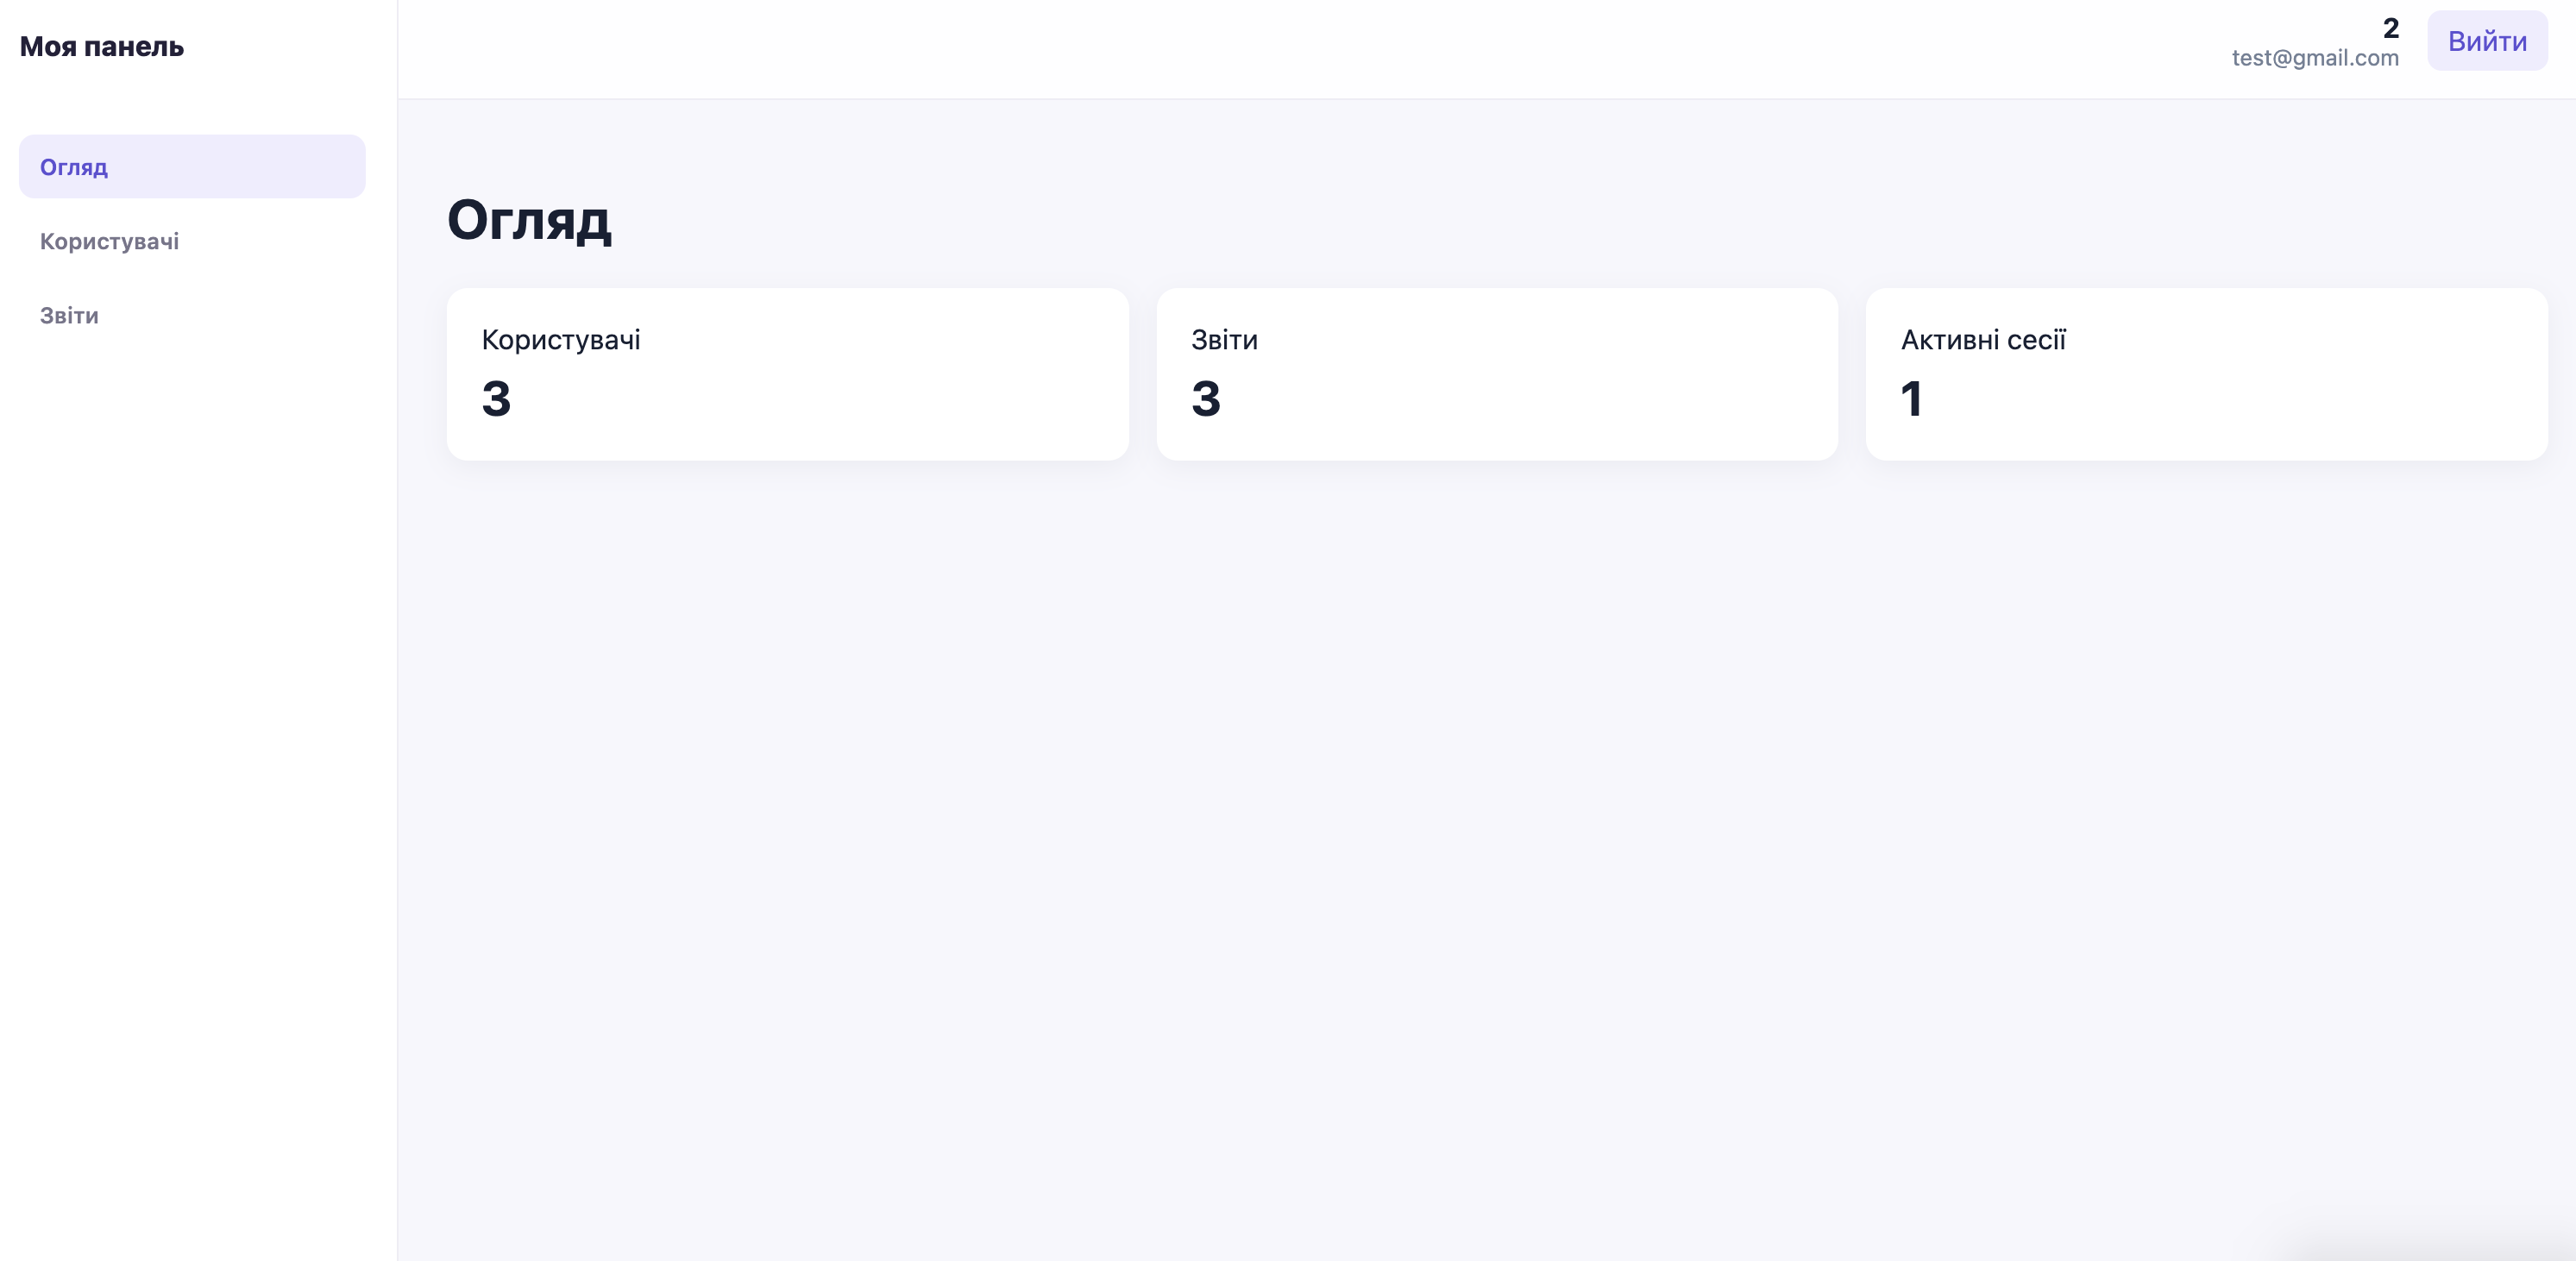 Моя панель
2
test@gmail.com
Вийти
Огляд
Користувачі
Звіти
Огляд
Користувачі
3
Звіти
3
Активні сесії
1